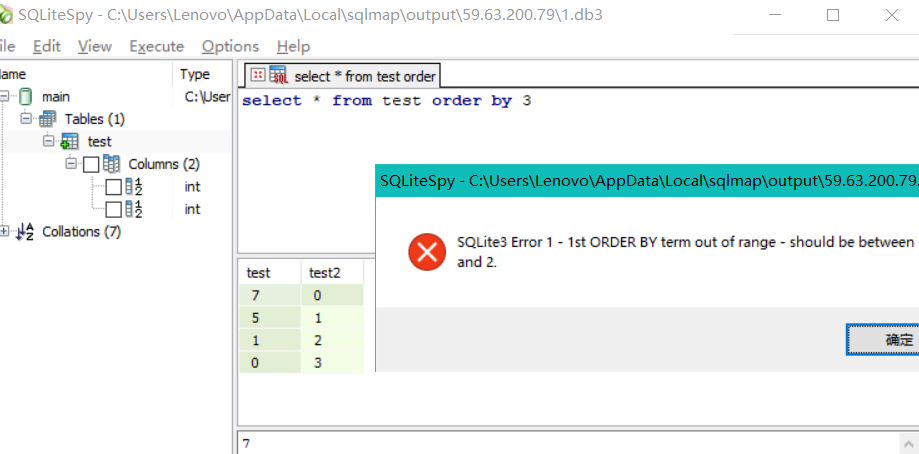 SQLiteSpy - C:\Users\Lenovo\AppData\Local\sqlmap\output\59.63.200.79\1.db3
ile Edit View Execute Options Help
lame Type
main C:\User
Tables (1)
test
Columns (2)
int
int
Collations (7)
select * from test order
select * from test order by 3
SQLiteSpy - C:\Users\Lenovo\AppData\Local\sqlmap\output\59.63.200.79.
SQLite3 Error 1 - 1st ORDER BY term out of range - should be between
and 2.
确定
test test2
7 0
5 1
1 2
0 3
7